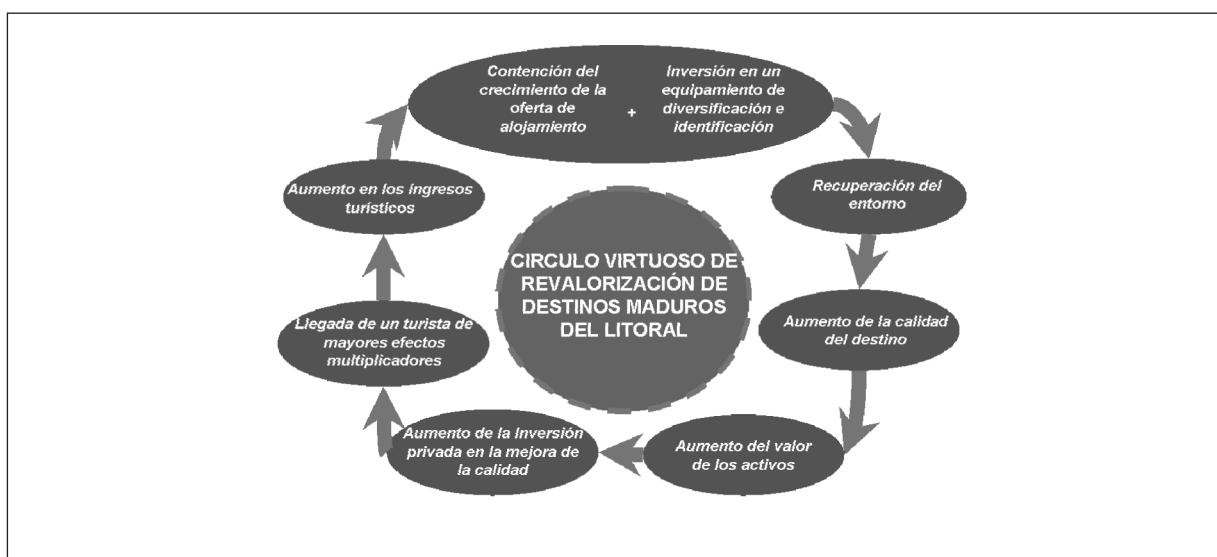 Contención del
crecimiento de la
oferta de
alojamiento
+
Inversión en un
equipamiento de
diversificación e
identificación
Recuperación del
entorno
Aumento de la calidad
del destino
Aumento del valor
de los activos
Aumento de la Inversión
privada en la mejora de
la calidad
Llegada de un turista de
mayores efectos
multiplicadores
Aumento en los ingresos
turísticos
CIRCULO VIRTUOSO DE
REVALORIZACIÓN DE
DESTINOS MADUROS
DEL LITORAL